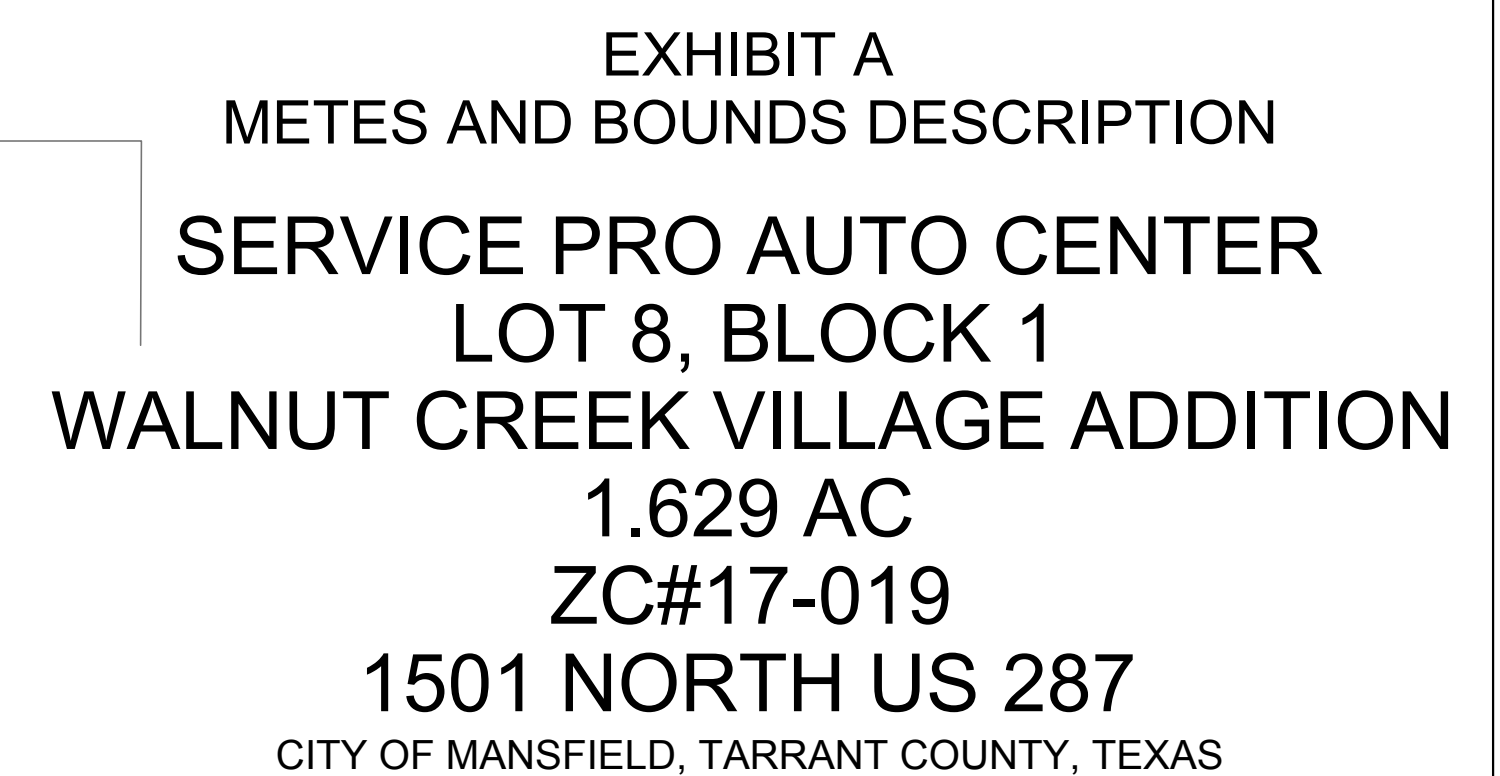 EXHIBIT A
METES AND BOUNDS DESCRIPTION
SERVICE PRO AUTO CENTER
LOT 8, BLOCK 1
WALNUT CREEK VILLAGE ADDITION
1.629 AC
ZC#17-019
1501 NORTH US 287
CITY OF MANSFIELD, TARRANT COUNTY, TEXAS